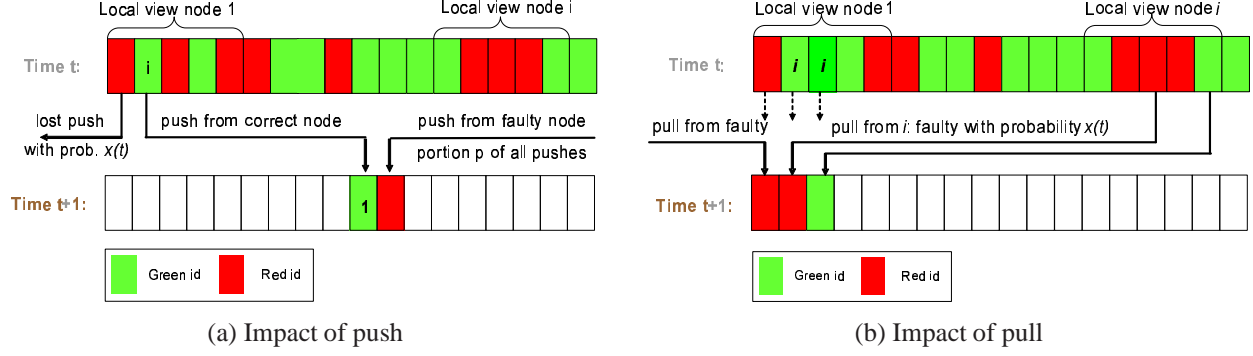 Local view node 1
Local view node i
Time t:
i
lost push
with prob. x(t)
push from correct node
push from faulty node
portion p of all pushes
Time t+1:
1
Green id
Red id
(a) Impact of push
Local view node 1
Local view node i
Time t:
i
i
pull from faulty
pull from i: faulty with probability x(t)
Time t+1:
Green id
Red id
(b) Impact of pull